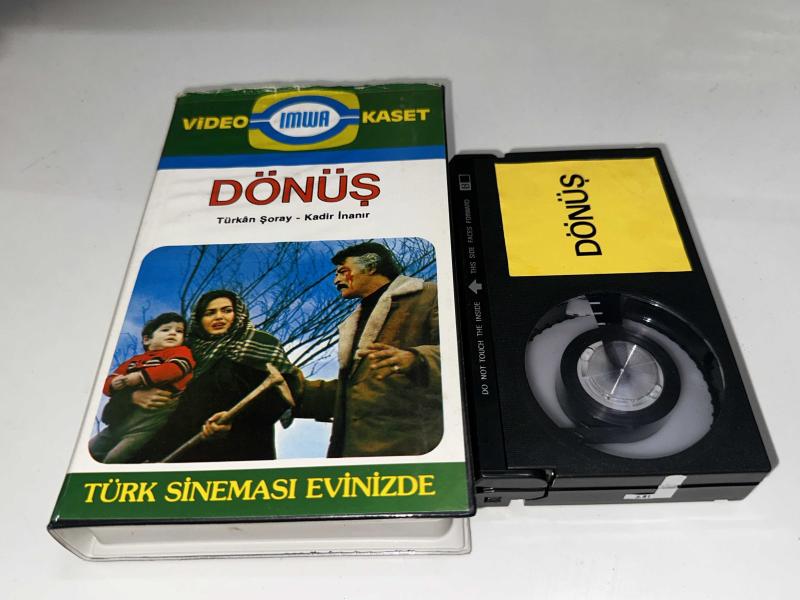 VİDEO IMWA KASET
DÖNÜŞ
Türkân Şoray - Kadir İnanır
TÜRK SİNEMASI EVİNİZDE
DÖNÜŞ
DO NOT TOUCH THE INSIDE THIS SIDE FACES FORWARD